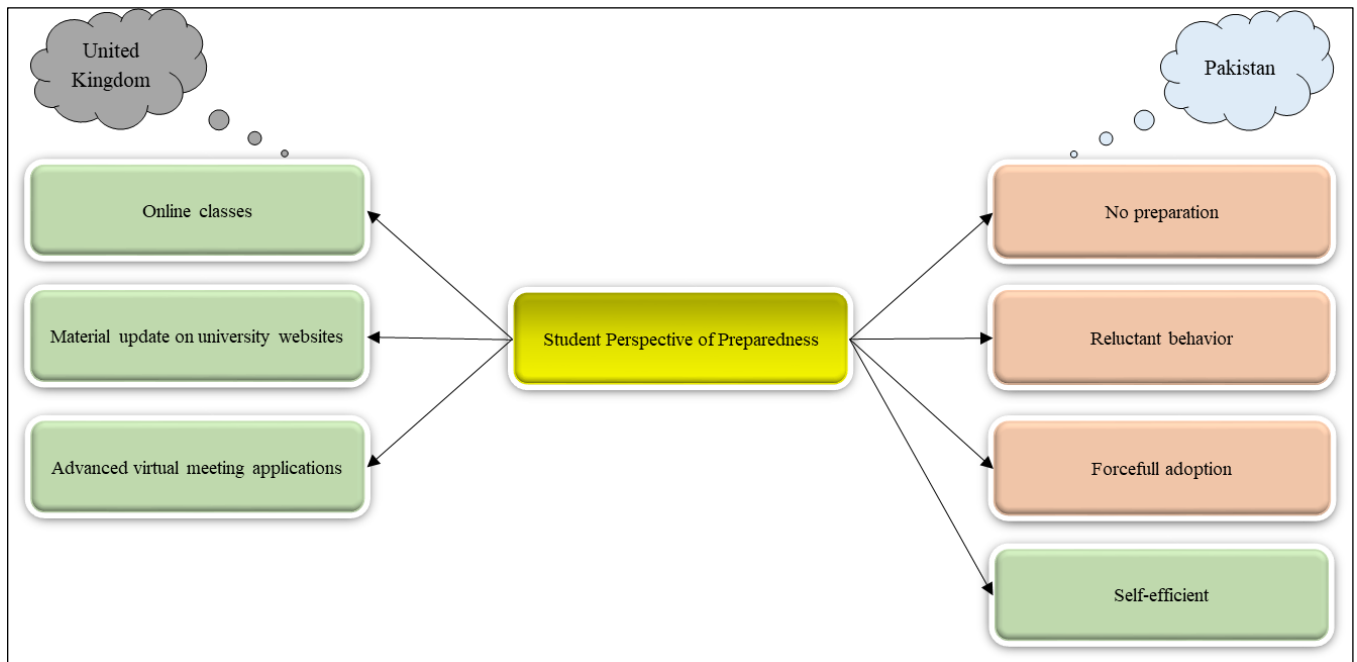 United
Kingdom
Pakistan
Online classes
Material update on university websites
Advanced virtual meeting applications
Student Perspective of Preparedness
No preparation
Reluctant behavior
Forcefull adoption
Self-efficient